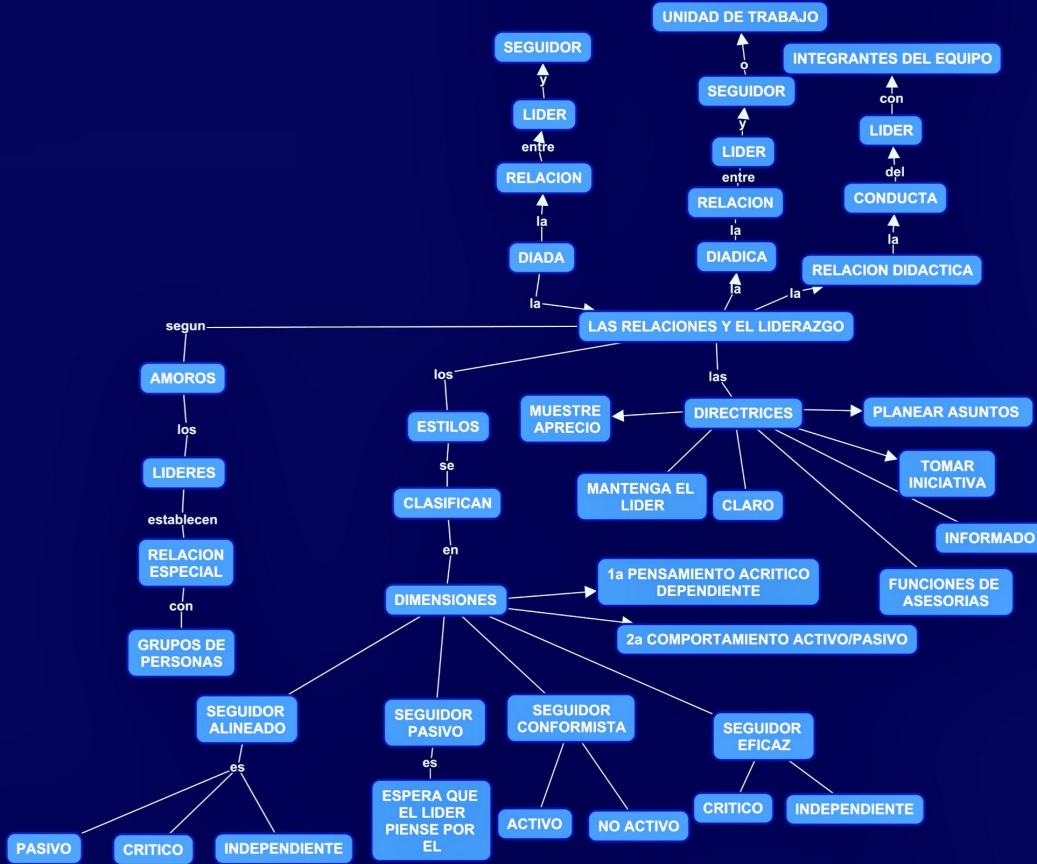 UNIDAD DE TRABAJO
o
SEGUIDOR
y
LIDER
entre
RELACION
la
DIADICA
la
SEGUIDOR
y
LIDER
entre
RELACION
la
DIADA
la
INTEGRANTES DEL EQUIPO
con
LIDER
del
CONDUCTA
la
RELACION DIDACTICA
la
LAS RELACIONES Y EL LIDERAZGO
segun
AMOROS
los
LIDERES
establecen
RELACION
ESPECIAL
con
GRUPOS DE
PERSONAS
los
ESTILOS
se
CLASIFICAN
en
DIMENSIONES
1a PENSAMIENTO ACRITICO
DEPENDIENTE
2a COMPORTAMIENTO ACTIVO/PASIVO
las
DIRECTRICES
MUESTRE
APRECIO
PLANEAR ASUNTOS
MANTENGA EL
LIDER
CLARO
TOMAR
INICIATIVA
INFORMADO
FUNCIONES DE
ASESORIAS
SEGUIDOR
ALINEADO
es
PASIVO
CRITICO
INDEPENDIENTE
SEGUIDOR
PASIVO
es
ESPERA QUE
EL LIDER
PIENSE POR
EL
SEGUIDOR
CONFORMISTA
ACTIVO
NO ACTIVO
SEGUIDOR
EFICAZ
CRITICO
INDEPENDIENTE